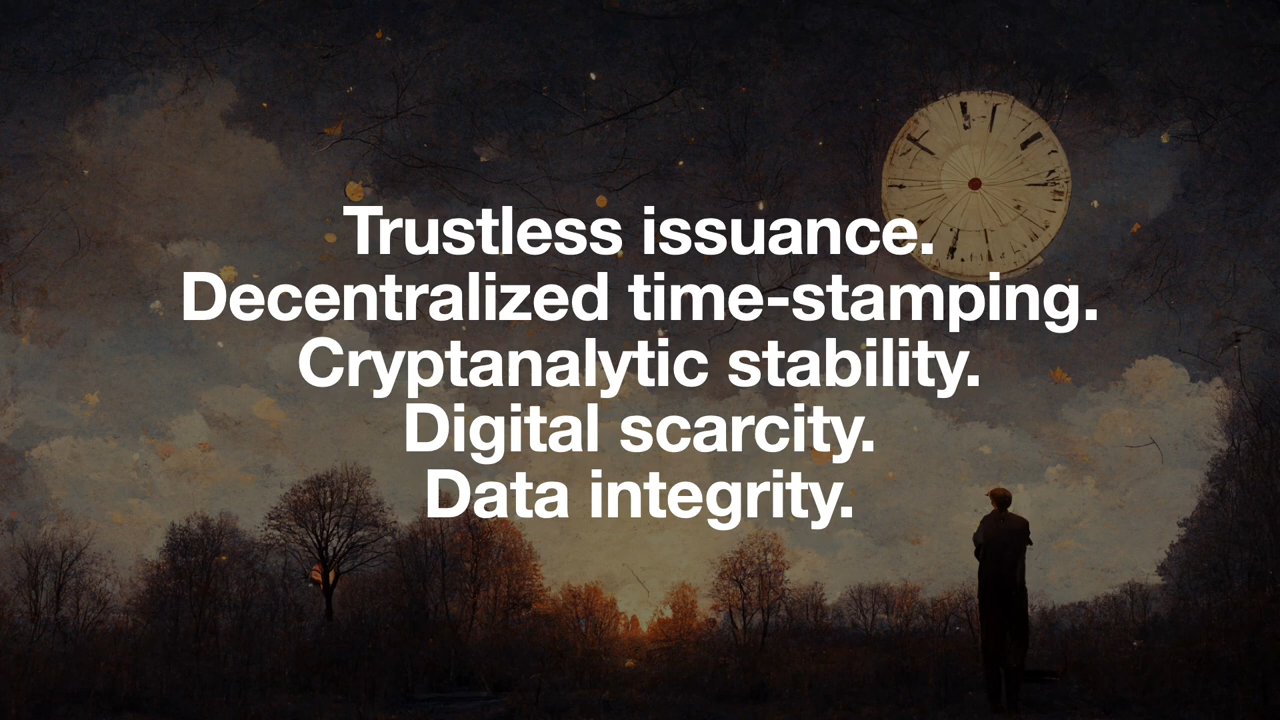 Trustless issuance.
Decentralized time-stamping.
Cryptanalytic stability.
Digital scarcity.
Data integrity.